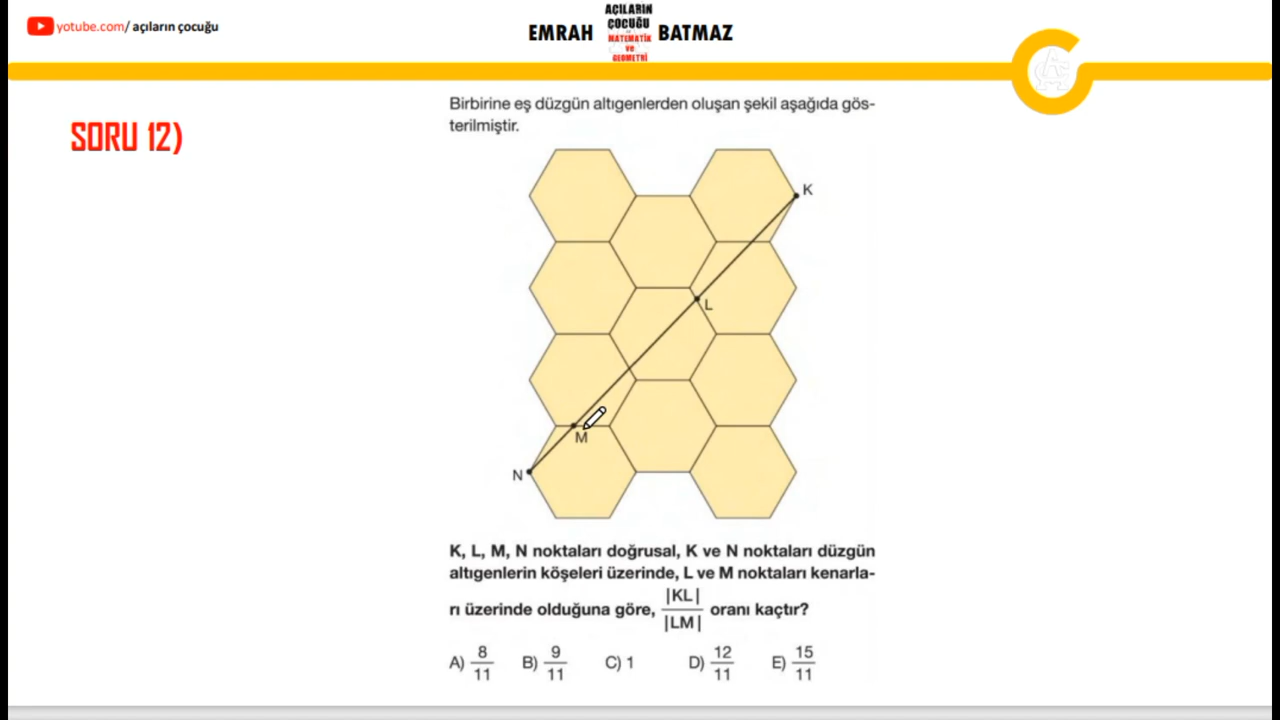 yotube.com/ açıların çocuğu
AÇILARIN
ÇOCUĞU
MATEMATİK
ve
GEOMETRİ
EMRAH BATMAZ
SORU 12)
Birbirine eş düzgün altıgenlerden oluşan şekil aşağıda gös-
terilmiştir.
K
L
M
N
K, L, M, N noktaları doğrusal, K ve N noktaları düzgün
altıgenlerin köşeleri üzerinde, L ve M noktaları kenarla-
rı üzerinde olduğuna göre, |KL| / |LM| oranı kaçtır?
A) 8/11 B) 9/11 C) 1 D) 12/11 E) 15/11